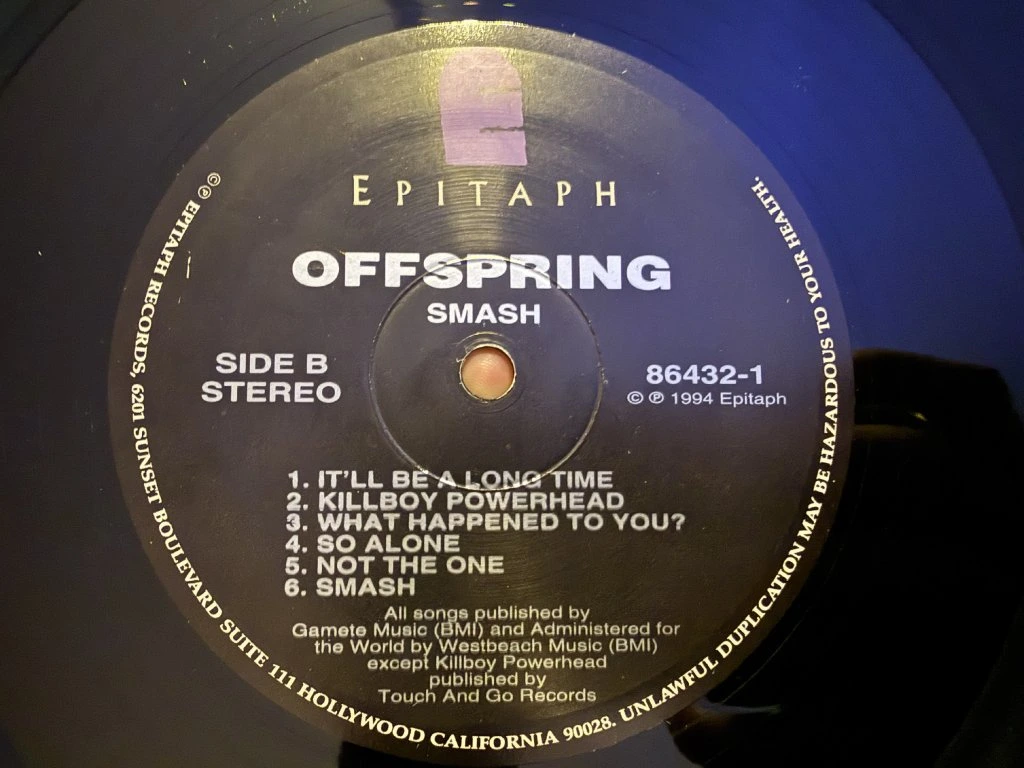 EPITAPH
OFFSPRING
SMASH
SIDE B
STEREO
86432-1
© ℗ 1994 Epitaph
1. IT'LL BE A LONG TIME
2. KILLBOY POWERHEAD
3. WHAT HAPPENED TO YOU?
4. SO ALONE
5. NOT THE ONE
6. SMASH
All songs published by
Gamete Music (BMI) and Administered for
the World by Westbeach Music (BMI)
except Killboy Powerhead
published by
Touch And Go Records
©℗ EPITAPH RECORDS, 6201 SUNSET BOULEVARD SUITE 111 HOLLYWOOD CALIFORNIA 90028. UNLAWFUL DUPLICATION MAY BE HAZARDOUS TO YOUR HEALTH.